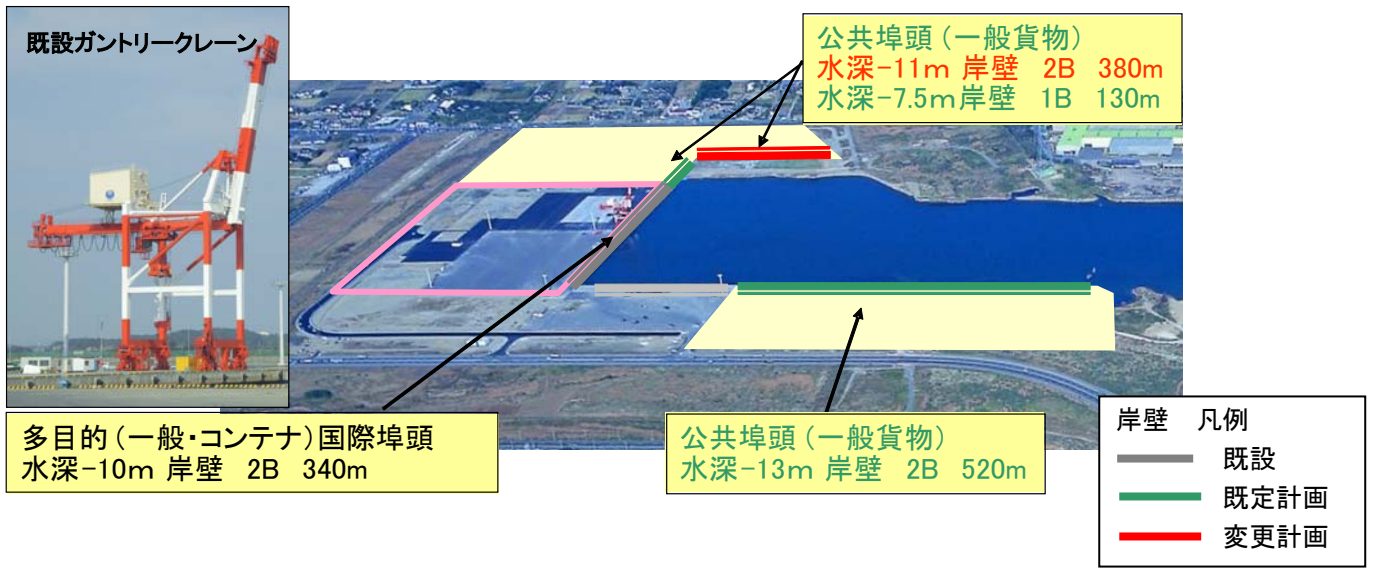 既設ガントリークレーン
公共埠頭（一般貨物）
水深-11ｍ 岸壁　2B　380m
水深-7.5ｍ岸壁　1B　130m
多目的（一般・コンテナ）国際埠頭
水深-10ｍ 岸壁　2B　340m
公共埠頭（一般貨物）
水深-13ｍ 岸壁　2B　520m
岸壁　凡例
既設
既定計画
変更計画